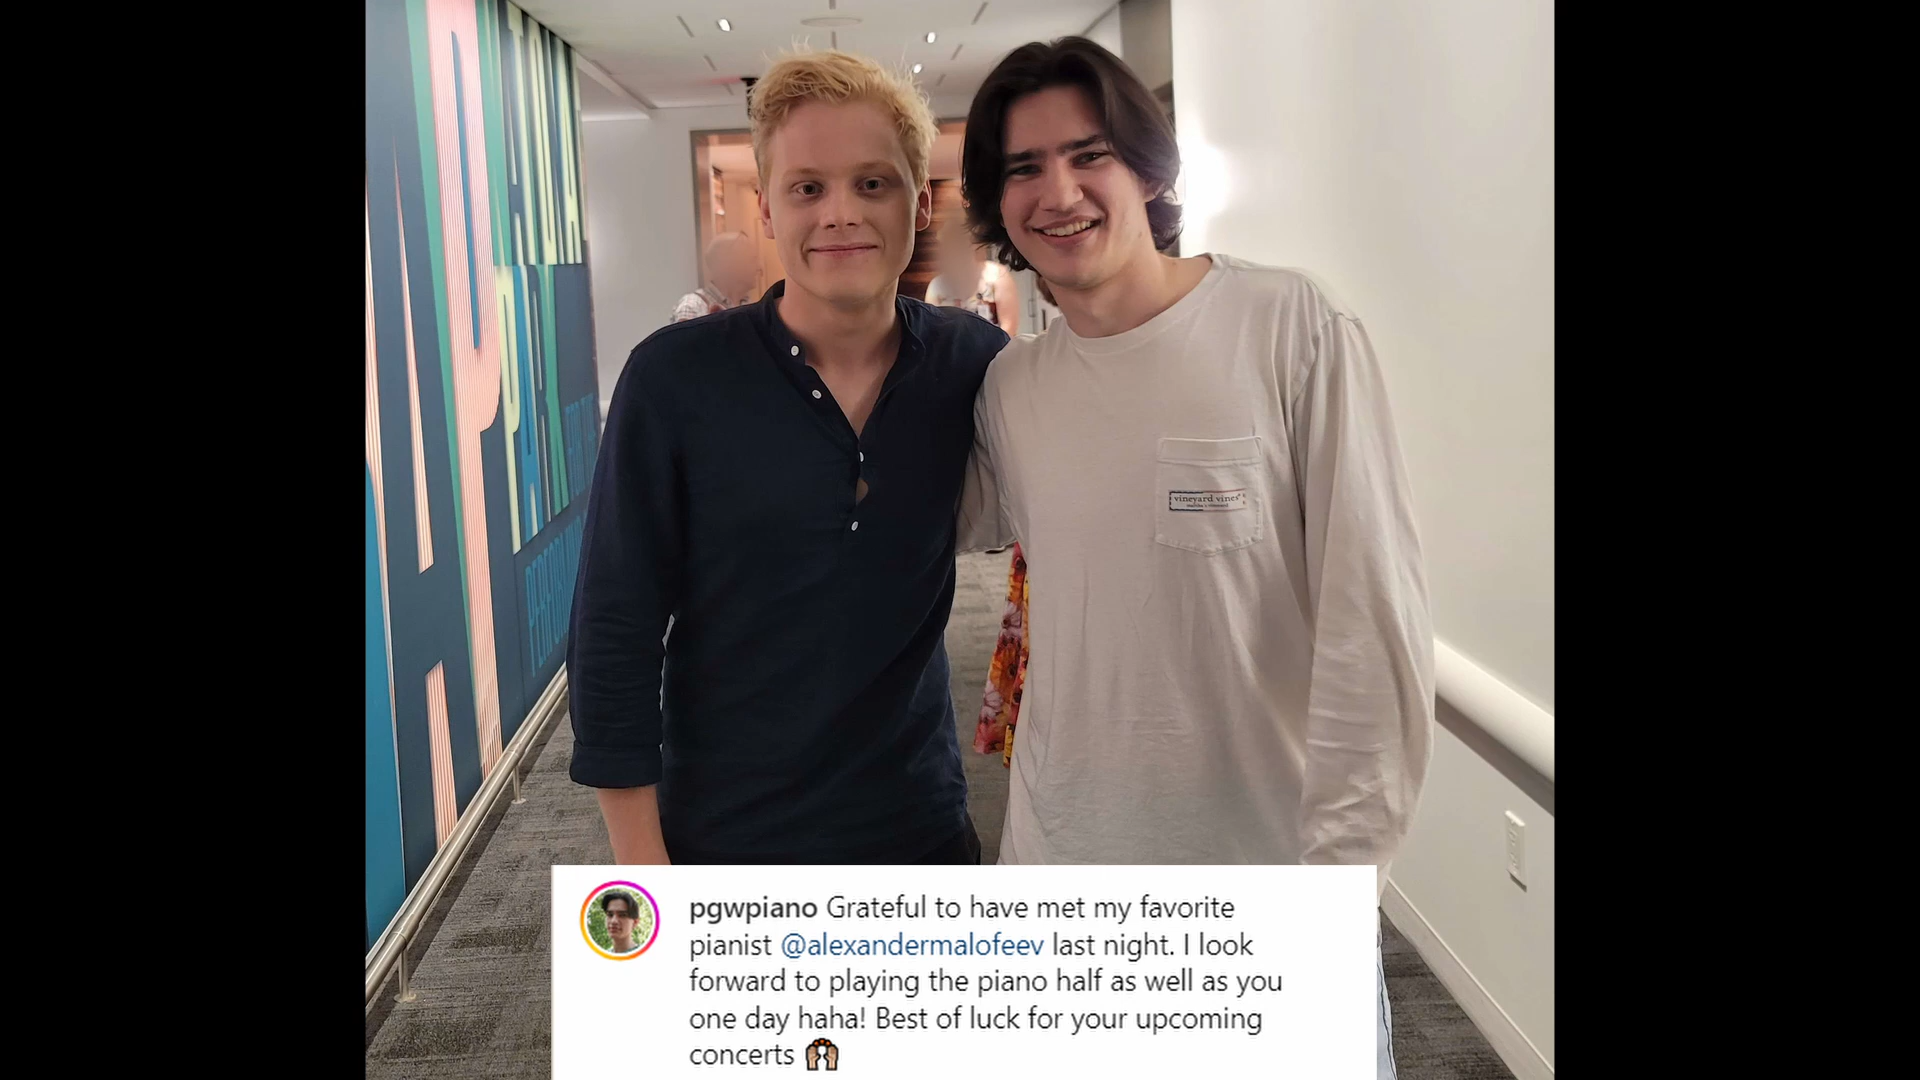 vineyard vines
pgwpiano Grateful to have met my favorite
pianist @alexandermalofeev last night. I look
forward to playing the piano half as well as you
one day haha! Best of luck for your upcoming
concerts 🙌